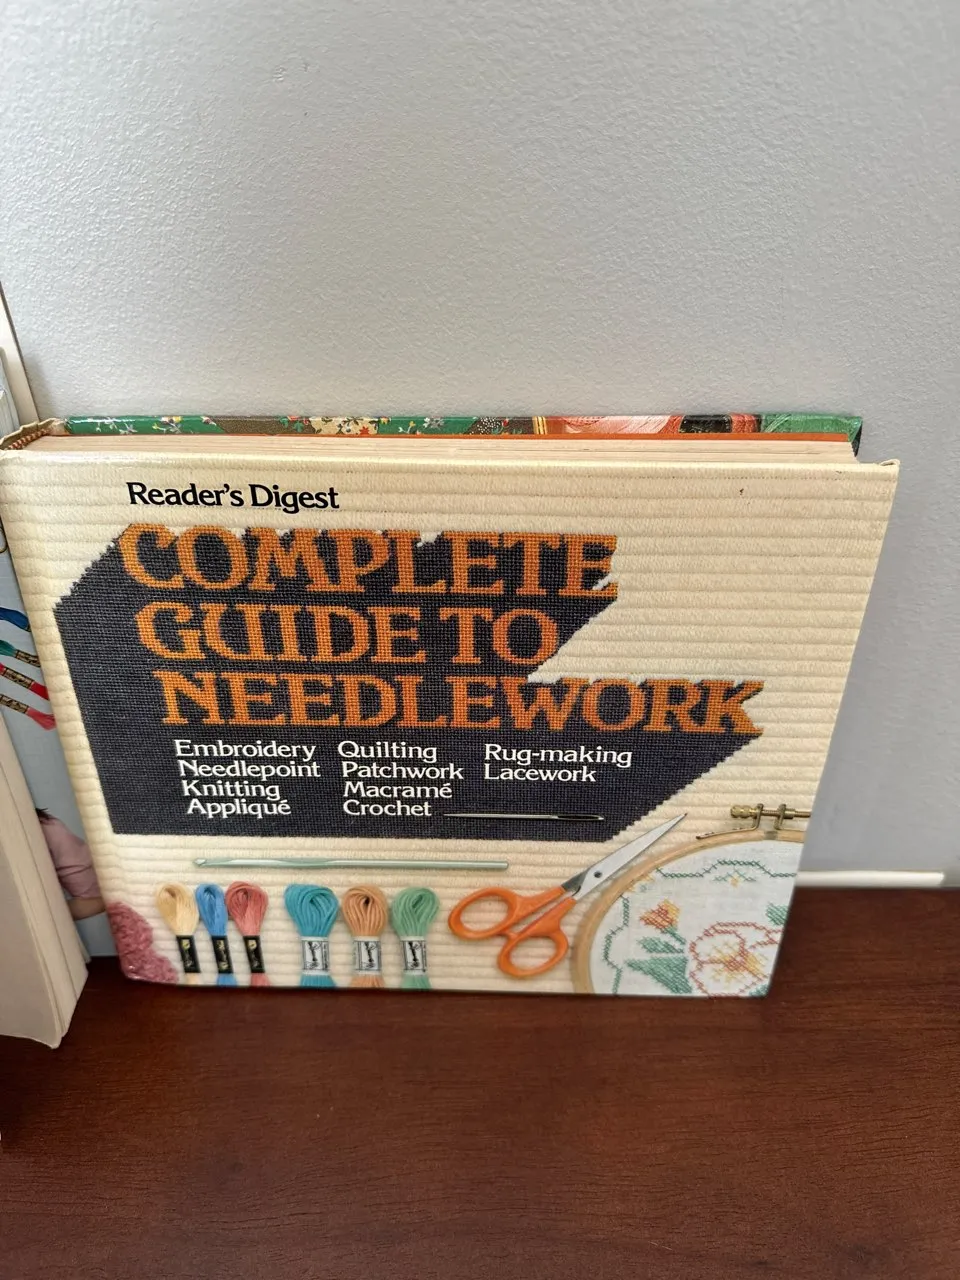 Reader's Digest
COMPLETE
GUIDE TO
NEEDLEWORK
Embroidery
Needlepoint
Knitting
Appliqué
Quilting
Patchwork
Macramé
Crochet
Rug-making
Lacework